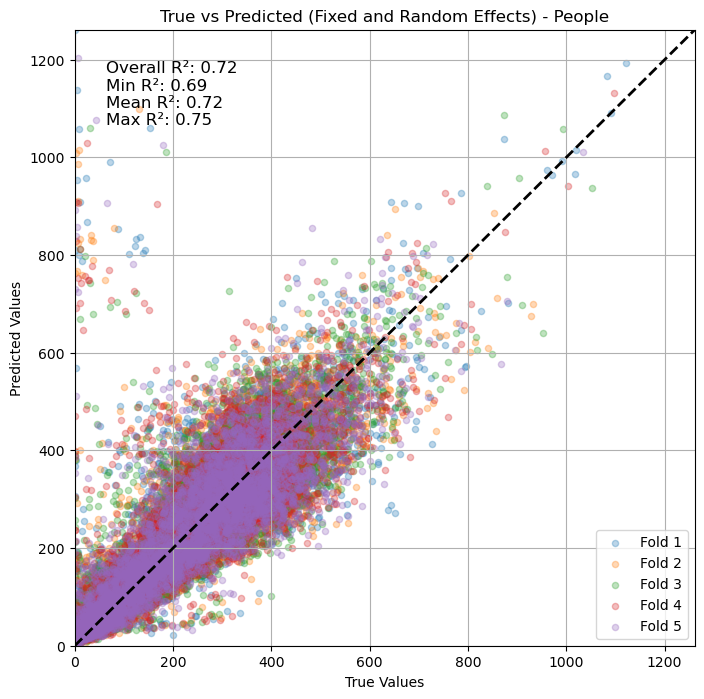 True vs Predicted (Fixed and Random Effects) - People
Overall R²: 0.72
Min R²: 0.69
Mean R²: 0.72
Max R²: 0.75
Predicted Values
1200
1000
800
600
400
200
0
0 200 400 600 800 1000 1200
True Values
Fold 1
Fold 2
Fold 3
Fold 4
Fold 5